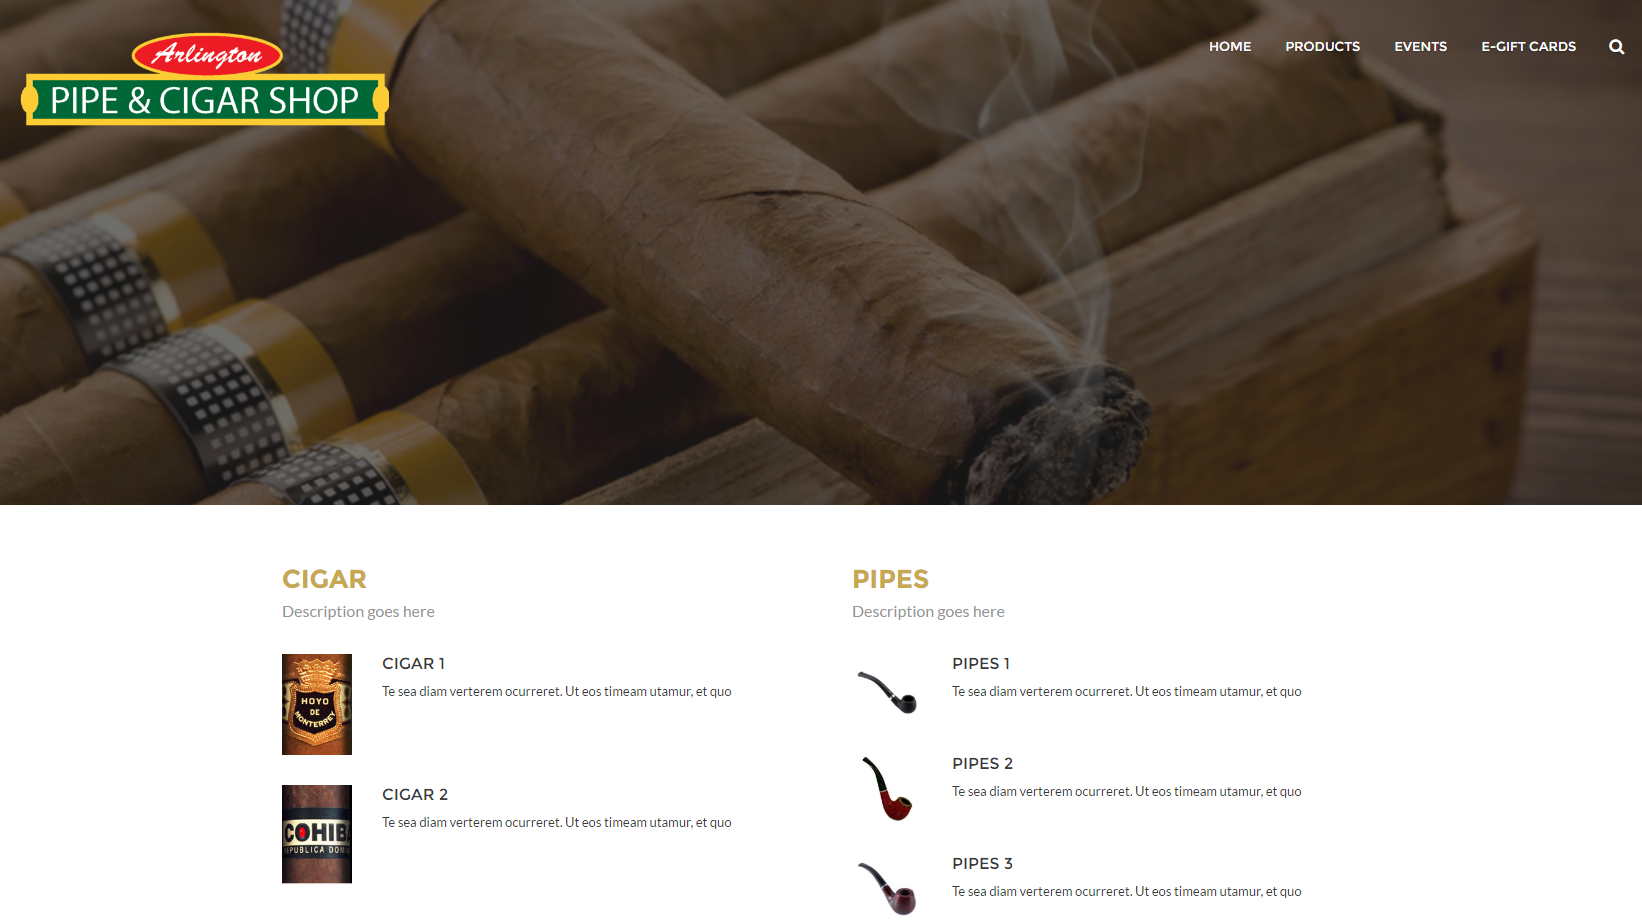 Arlington
PIPE & CIGAR SHOP
HOME
PRODUCTS
EVENTS
E-GIFT CARDS
CIGAR
Description goes here
HOYO
DE
MONTERREY
CIGAR 1
Te sea diam verterem ocurreret. Ut eos timeam utamur, et quo
COHIB
REPUBLICA DOMI
CIGAR 2
Te sea diam verterem ocurreret. Ut eos timeam utamur, et quo
PIPES
Description goes here
PIPES 1
Te sea diam verterem ocurreret. Ut eos timeam utamur, et quo
PIPES 2
Te sea diam verterem ocurreret. Ut eos timeam utamur, et quo
PIPES 3
Te sea diam verterem ocurreret. Ut eos timeam utamur, et quo